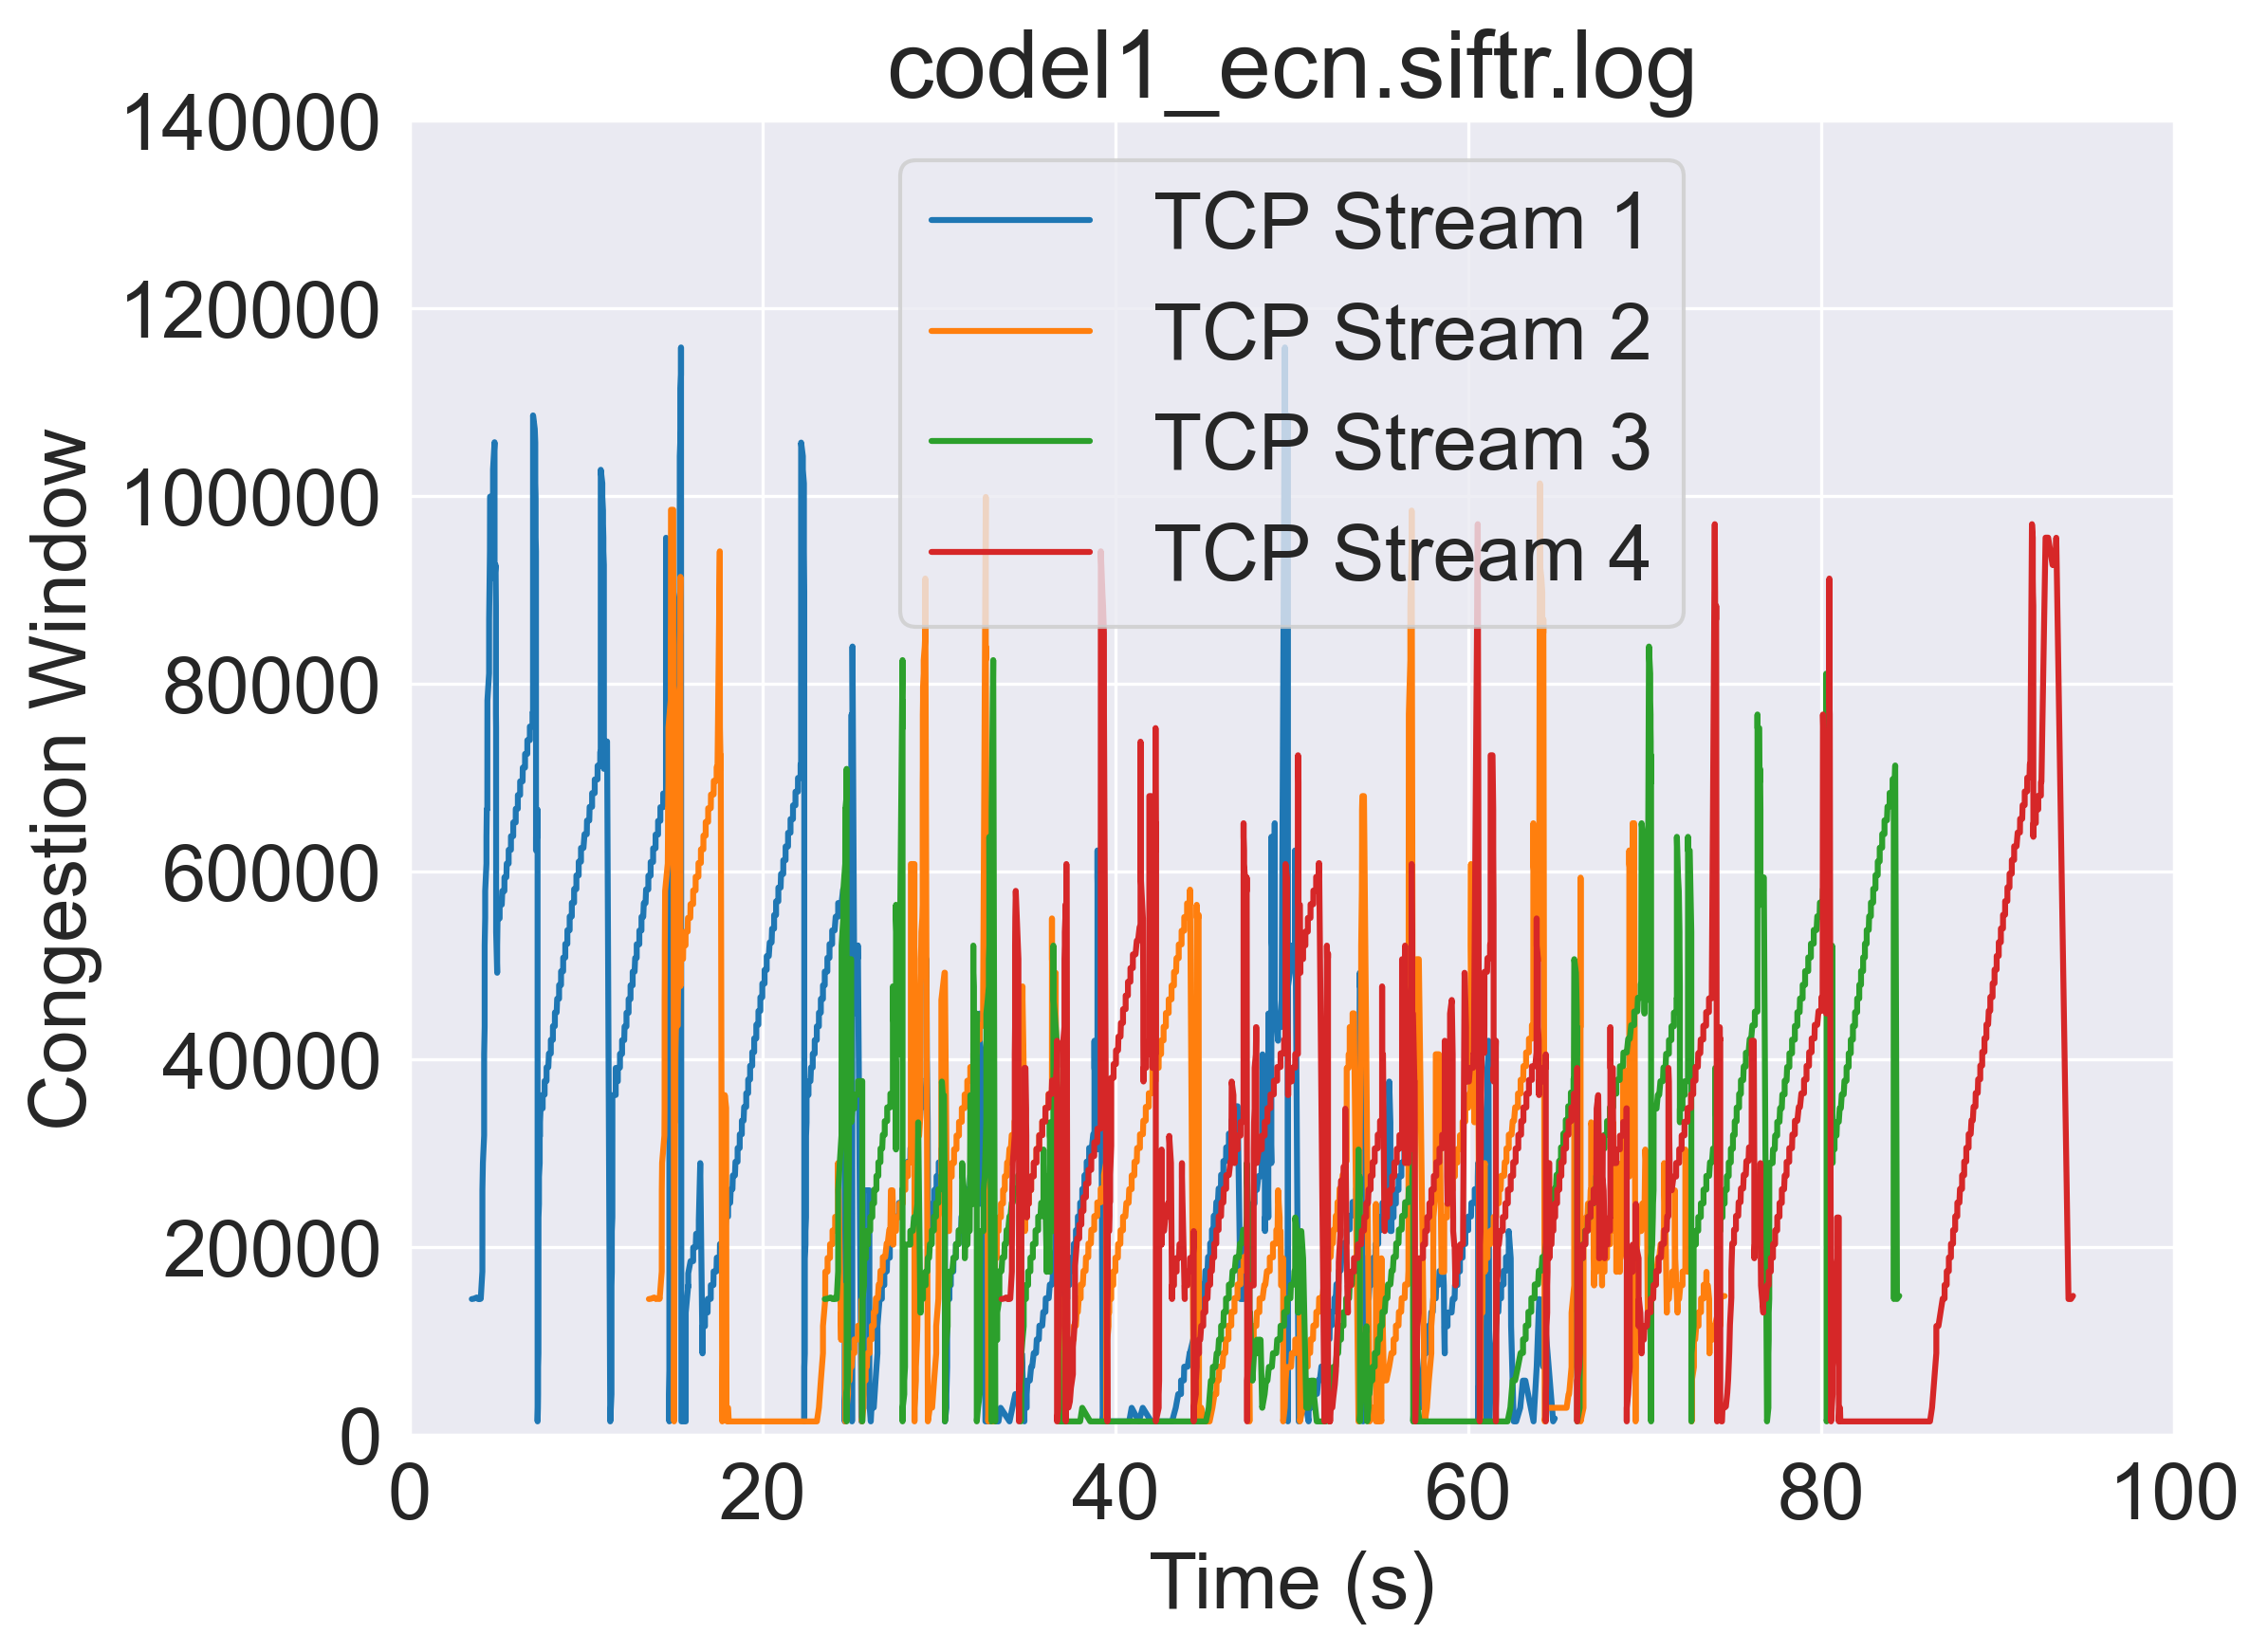 codel1_ecn.siftr.log
140000
120000
100000
80000
60000
40000
20000
0
Congestion Window
TCP Stream 1
TCP Stream 2
TCP Stream 3
TCP Stream 4
0 20 40 60 80 100
Time (s)